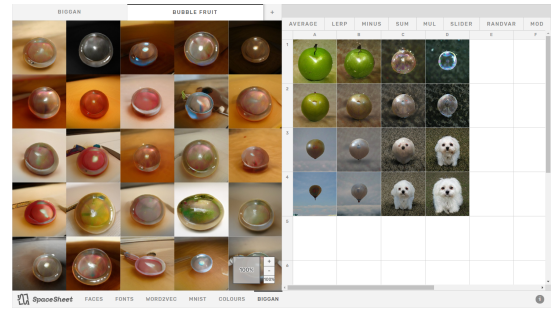 BIGGAN BUBBLE FRUIT +
AVERAGE LERP MINUS SUM MUL SLIDER RANDVAR MOD
A B C D E F
1
2
3
4
5
6
100%
+
−
100%
SpaceSheet FACES FONTS WORD2VEC MNIST COLOURS BIGGAN